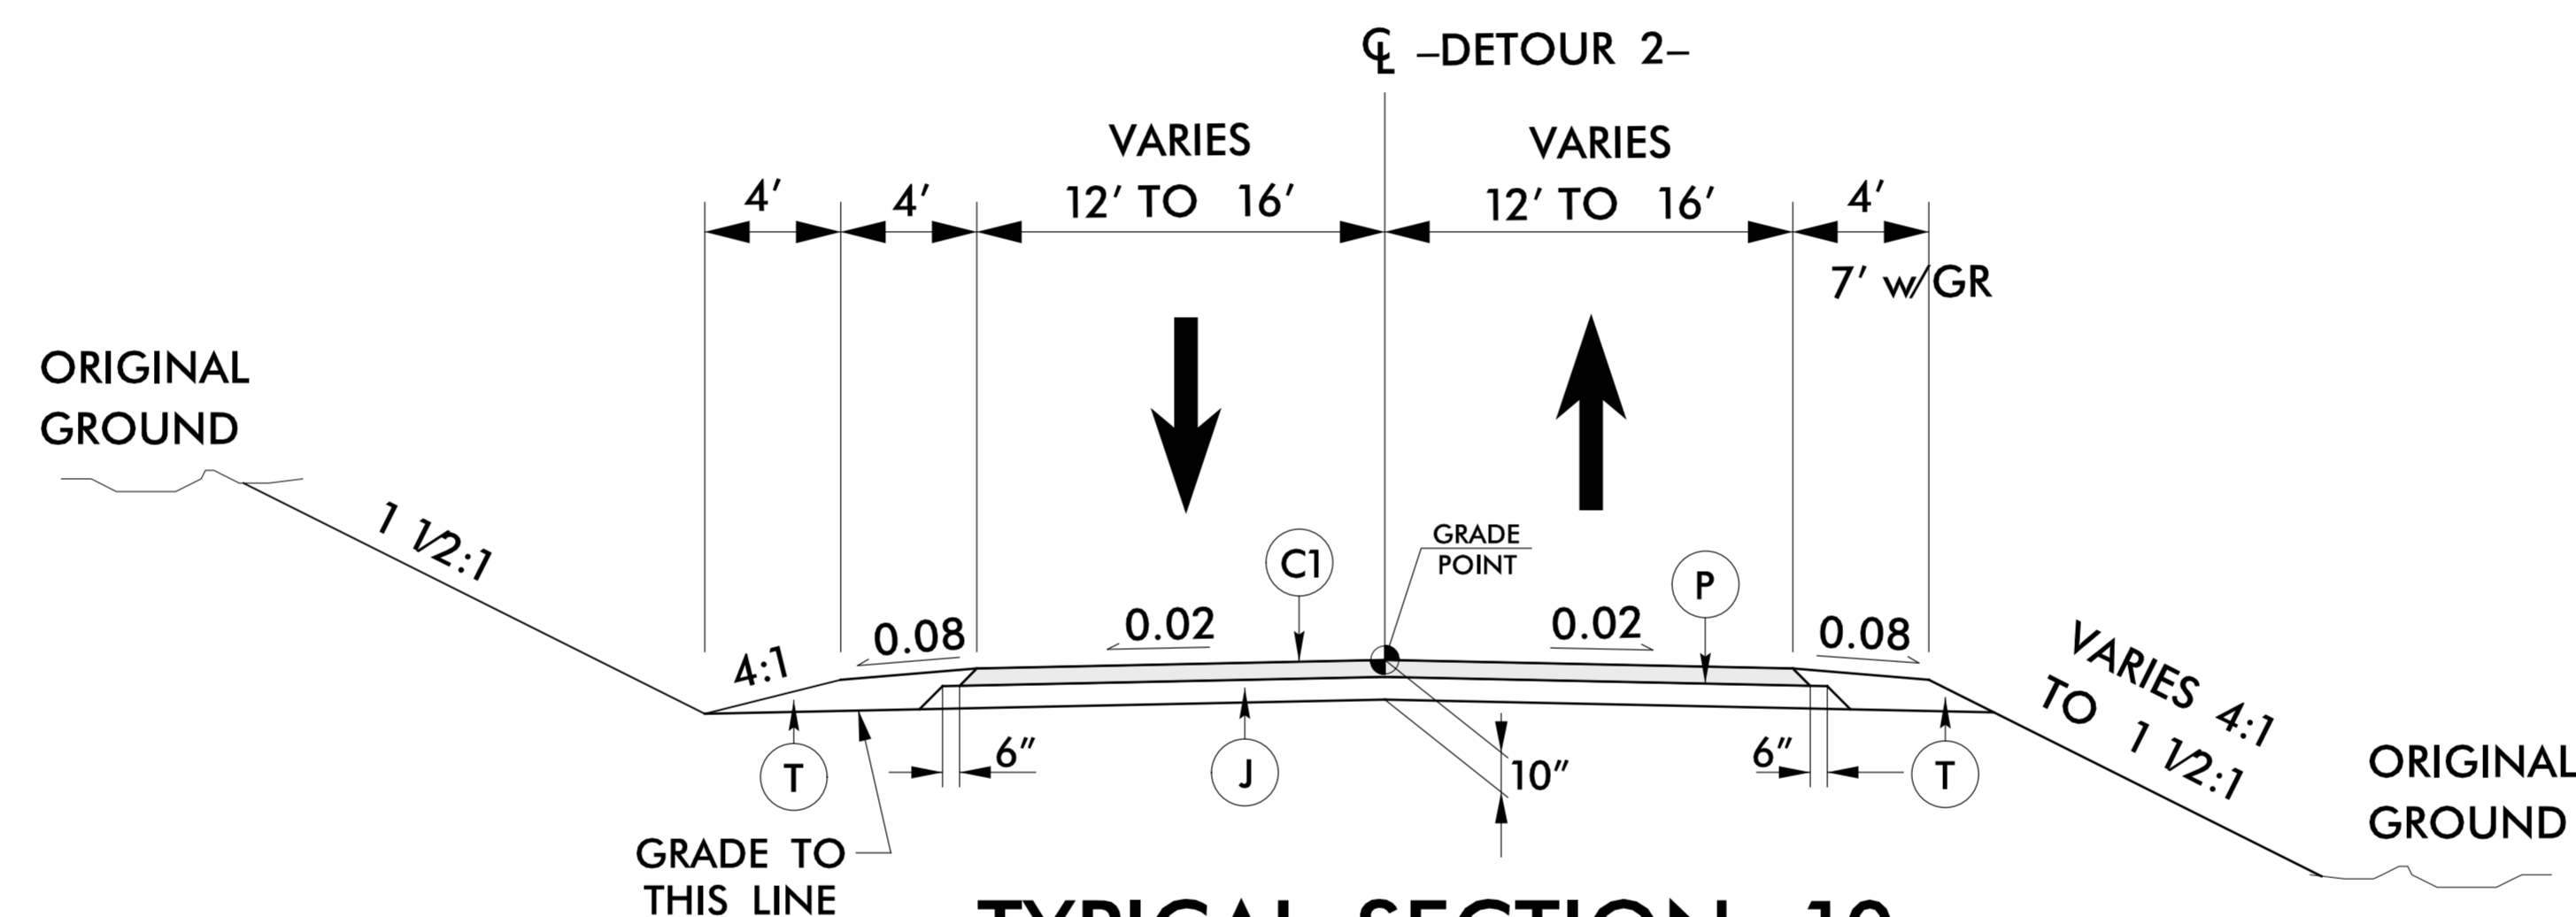 ℄ –DETOUR 2–
VARIES
12' TO 16'
VARIES
12' TO 16'
4'
4'
4'
7' w/GR
ORIGINAL
GROUND
1 1/2:1
GRADE
POINT
C1
P
0.02
0.02
0.08
0.08
4:1
VARIES 4:1
TO 1 1/2:1
T
6"
J
10"
6"
T
ORIGINAL
GROUND
GRADE TO
THIS LINE
TYPICAL SECTION